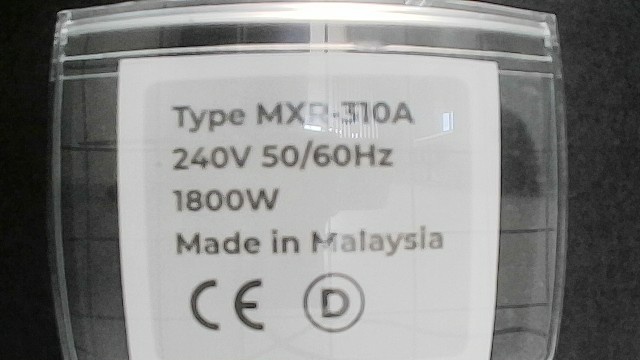 Type MXR-310A
240V 50/60Hz
1800W
Made in Malaysia
CE D